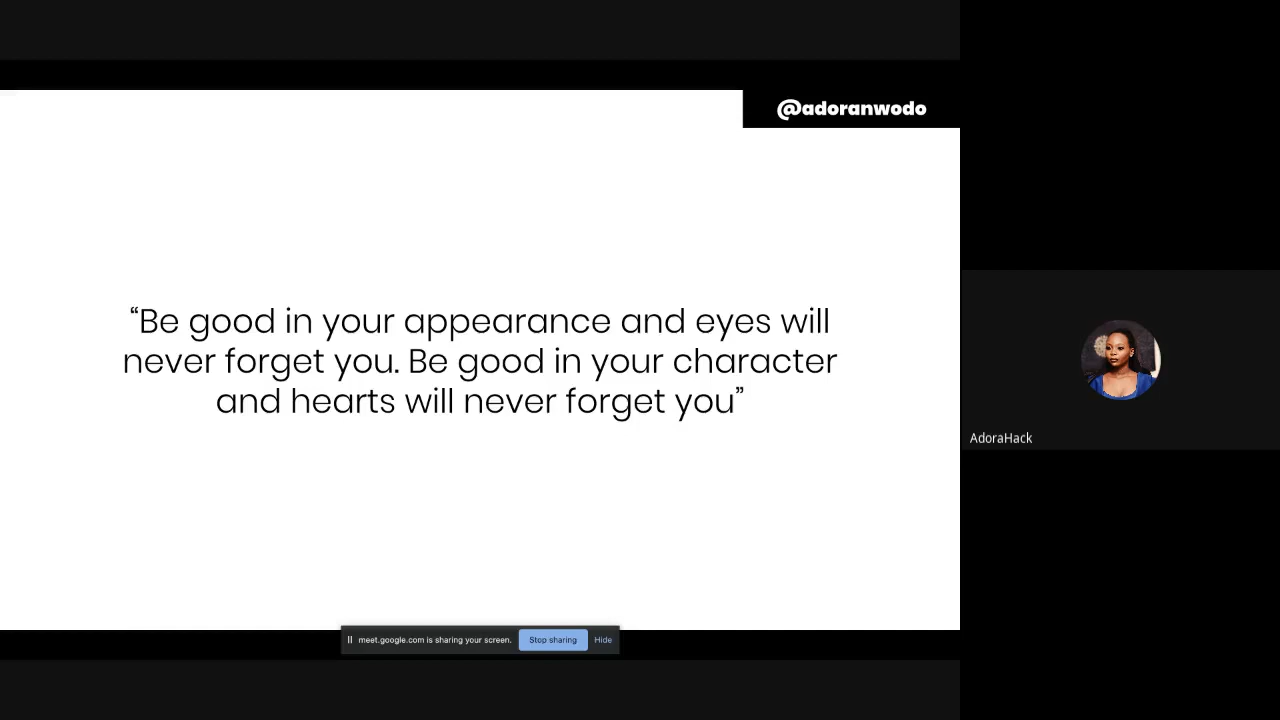 @adoranwodo
“Be good in your appearance and eyes will
never forget you. Be good in your character
and hearts will never forget you”
AdoraHack
meet.google.com is sharing your screen.
Stop sharing
Hide